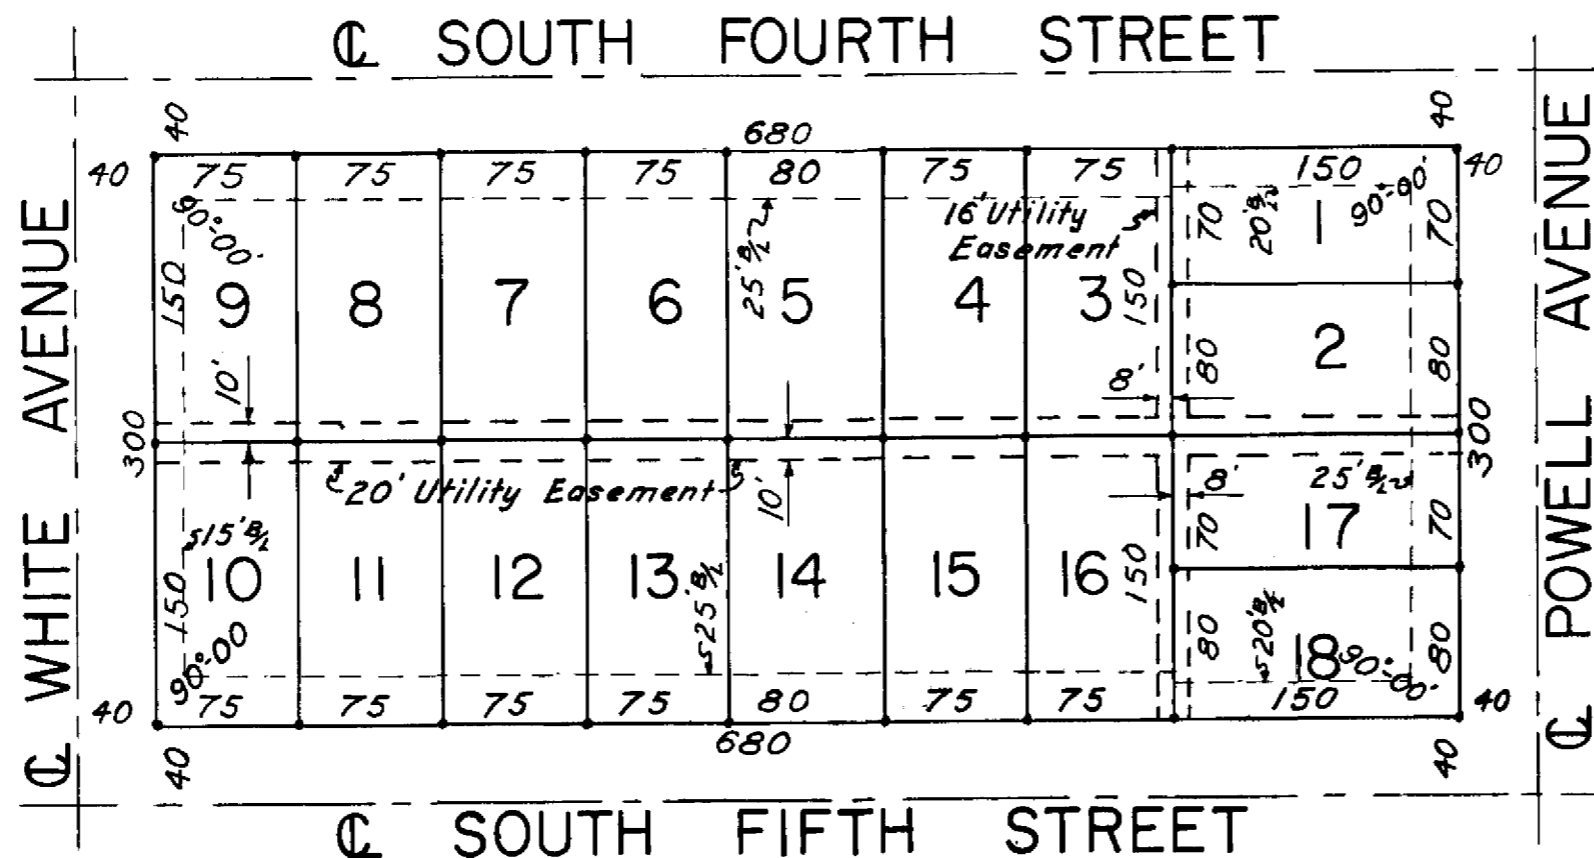 ℄ SOUTH FOURTH STREET
40 40
680
40 75 75 75 75 80 75 75 150 40
90°-00' 16' Utility Easement 70 20' B/L 1 90°-00' 70
150 9 8 7 6 25' B/L 5 4 3 150
10' 8' 80 2 80
300 300
20' Utility Easement 10' 8' 25' B/L
15' B/L 70 17 70
150 10 11 12 13 25' B/L 14 15 16 150
90°-00 80 20' B/L 18 90°-00' 80
40 75 75 75 75 80 75 75 150 40
680
40 40
℄ SOUTH FIFTH STREET
℄ WHITE AVENUE
℄ POWELL AVENUE